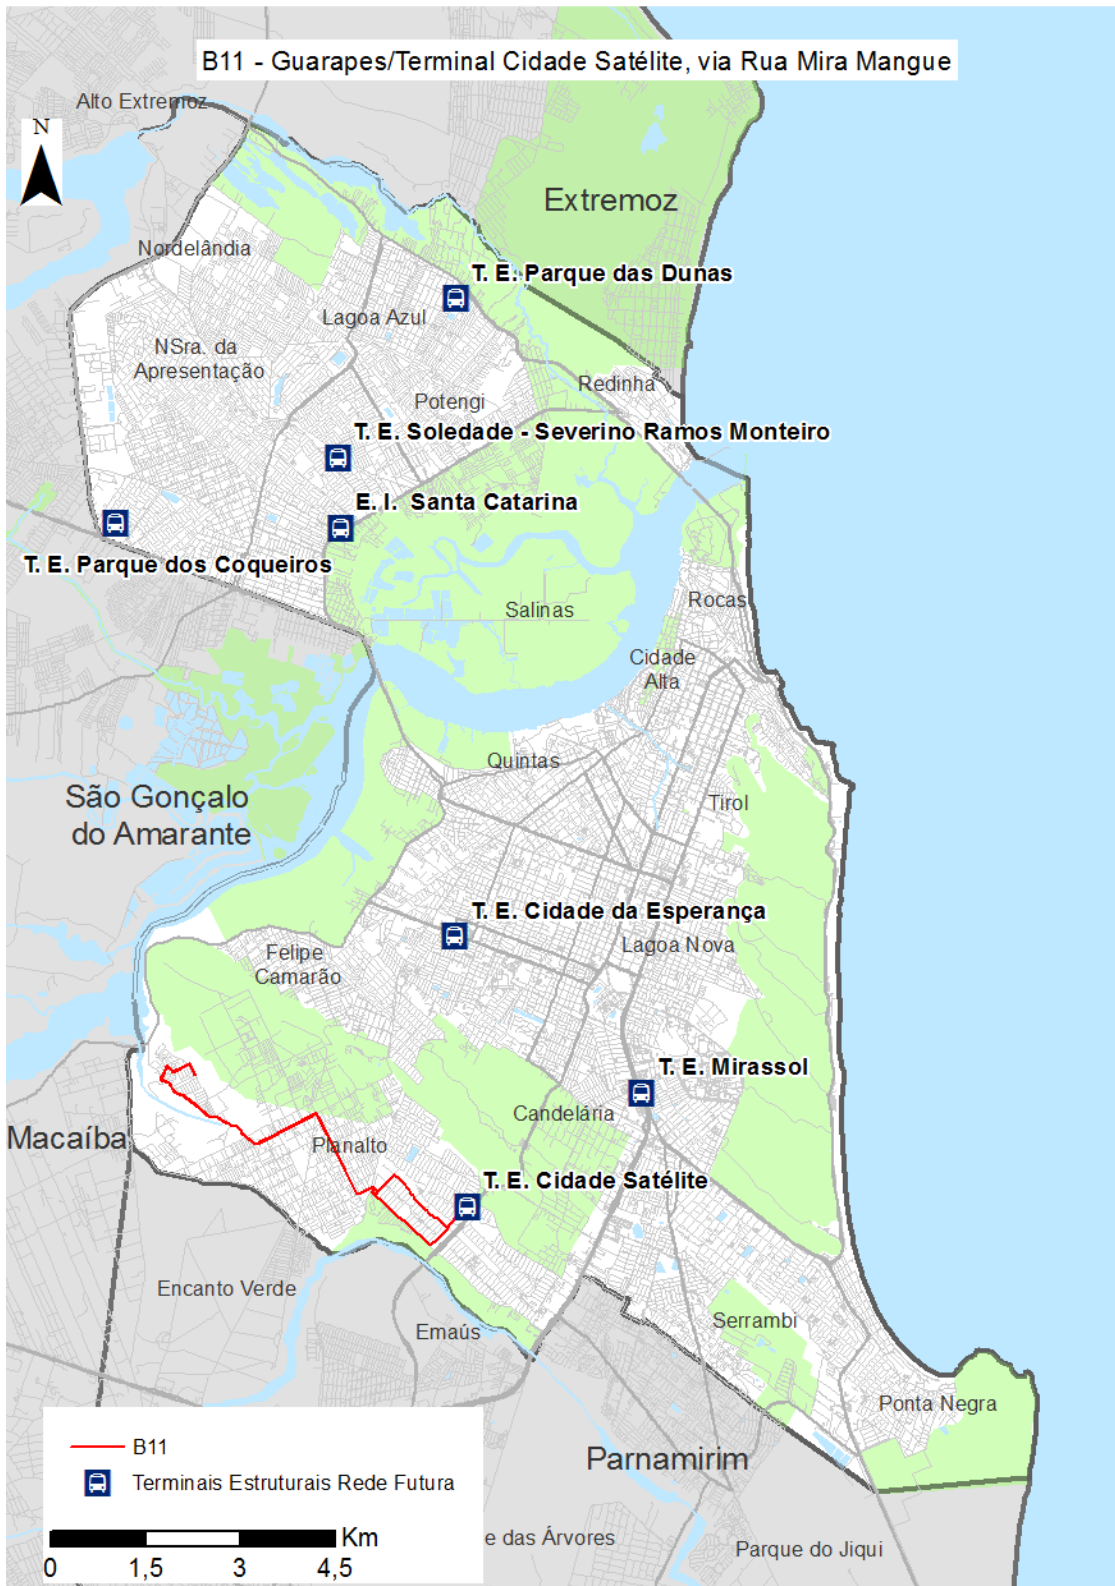 B11 - Guarapes/Terminal Cidade Satélite, via Rua Mira Mangue
Alto Extremoz
N
Extremoz
Nordelândia
T. E. Parque das Dunas
Lagoa Azul
NSra. da
Apresentação
Redinha
Potengi
T. E. Soledade - Severino Ramos Monteiro
E. I. Santa Catarina
T. E. Parque dos Coqueiros
Salinas
Rocas
Cidade
Alta
Quintas
São Gonçalo
do Amarante
Tirol
T. E. Cidade da Esperança
Lagoa Nova
Felipe
Camarão
T. E. Mirassol
Candelária
Macaíba
Planalto
T. E. Cidade Satélite
Encanto Verde
Emaús
Serrambi
Ponta Negra
B11
Parnamirim
Terminais Estruturais Rede Futura
Km
e das Árvores
Parque do Jiqui
0 1,5 3 4,5